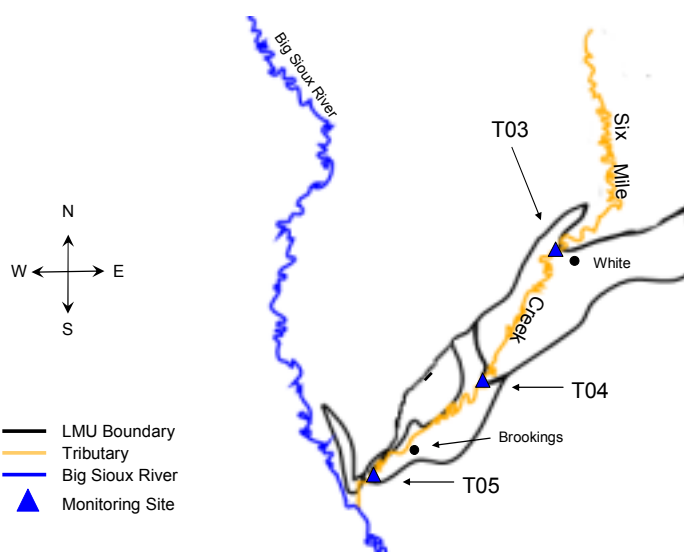 Big Sioux River
Six
Mile
Creek
T03
White
N
W
E
S
T04
LMU Boundary
Tributary
Big Sioux River
Monitoring Site
Brookings
T05